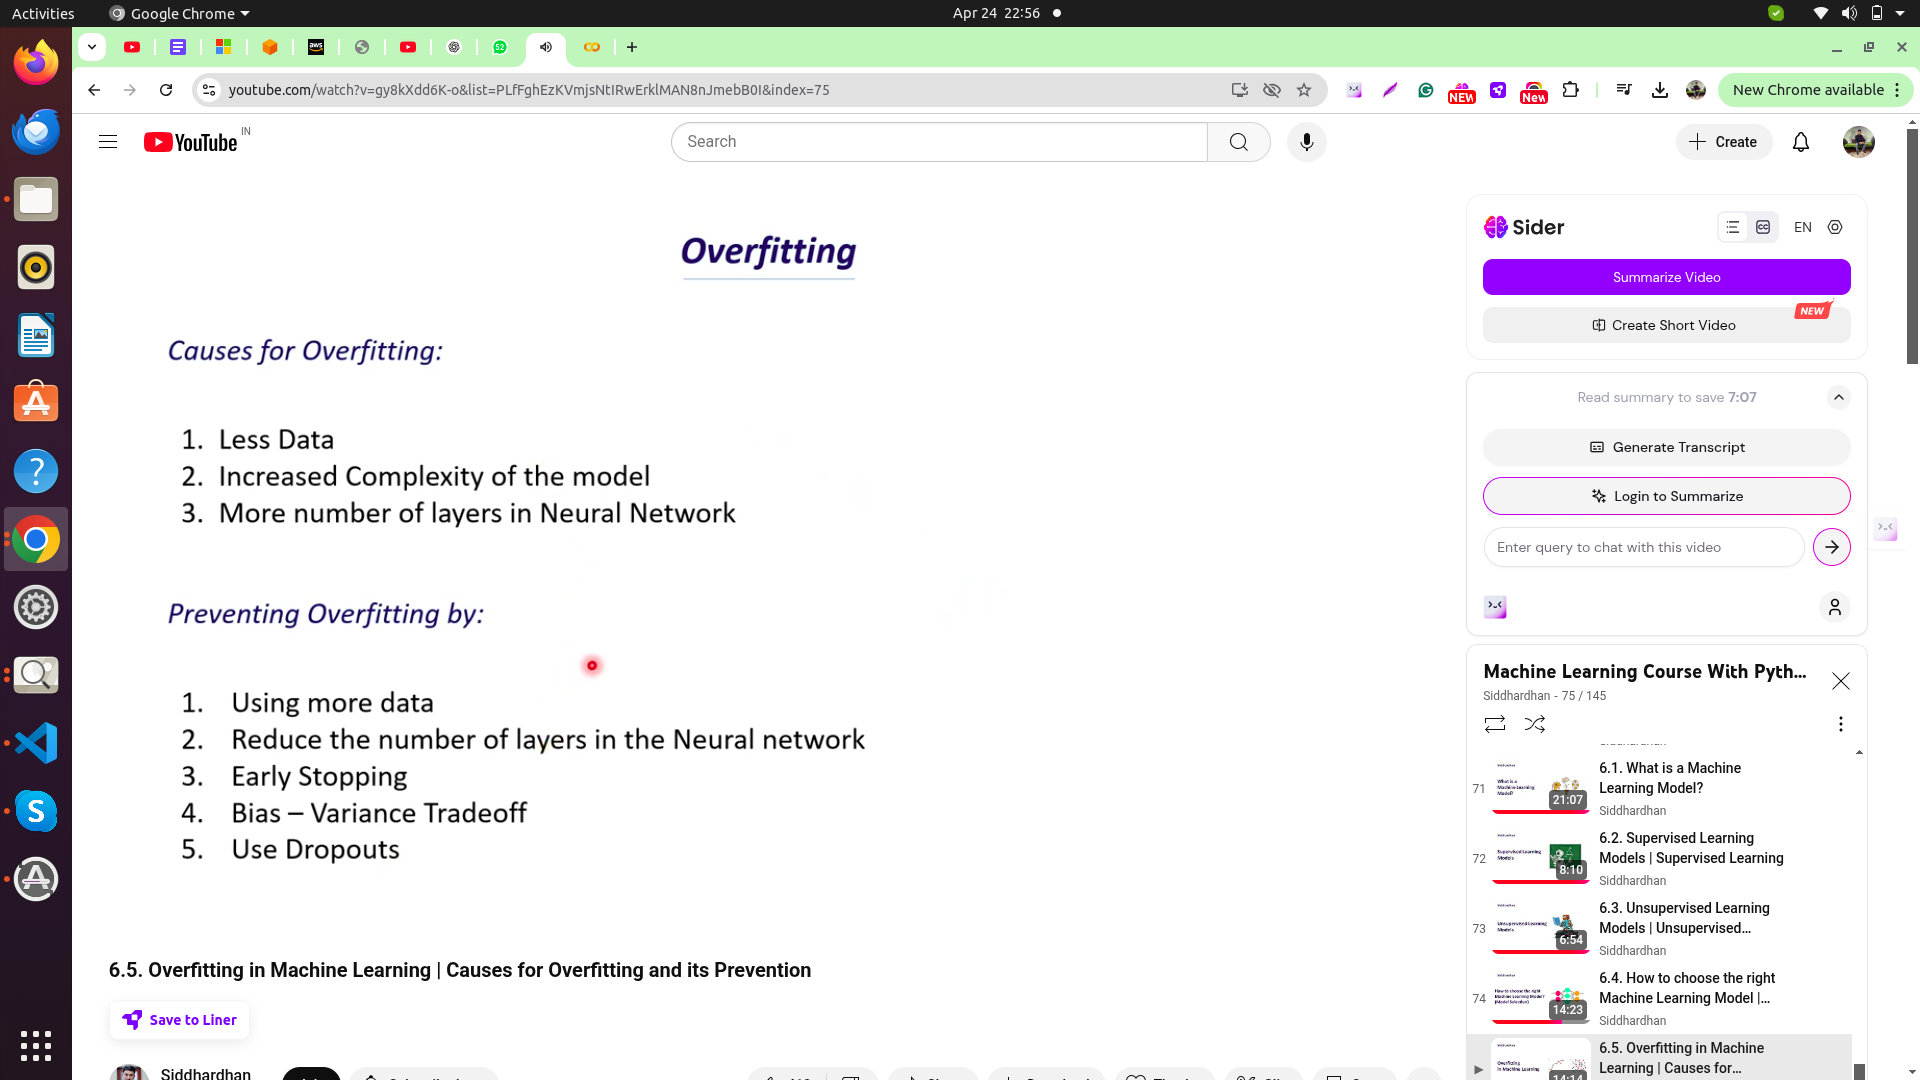 Activities
Google Chrome
Apr 24 22:56
52
youtube.com/watch?v=gy8kXdd6K-o&list=PLfFghEzKVmjsNtIRwErklMAN8nJmebB0I&index=75
NEW
New
New Chrome available
YouTube
IN
Search
Create
Overfitting
Causes for Overfitting:
1. Less Data
2. Increased Complexity of the model
3. More number of layers in Neural Network
Preventing Overfitting by:
1. Using more data
2. Reduce the number of layers in the Neural network
3. Early Stopping
4. Bias – Variance Tradeoff
5. Use Dropouts
6.5. Overfitting in Machine Learning | Causes for Overfitting and its Prevention
Save to Liner
Siddhardhan
Sider
EN
Summarize Video
NEW
Create Short Video
Read summary to save 7:07
Generate Transcript
Login to Summarize
Enter query to chat with this video
Machine Learning Course With Pyth...
Siddhardhan - 75 / 145
71
21:07
6.1. What is a Machine
Learning Model?
Siddhardhan
72
8:10
6.2. Supervised Learning
Models | Supervised Learning
Siddhardhan
73
6:54
6.3. Unsupervised Learning
Models | Unsupervised...
Siddhardhan
74
14:23
6.4. How to choose the right
Machine Learning Model |...
Siddhardhan
14:14
6.5. Overfitting in Machine
Learning | Causes for...